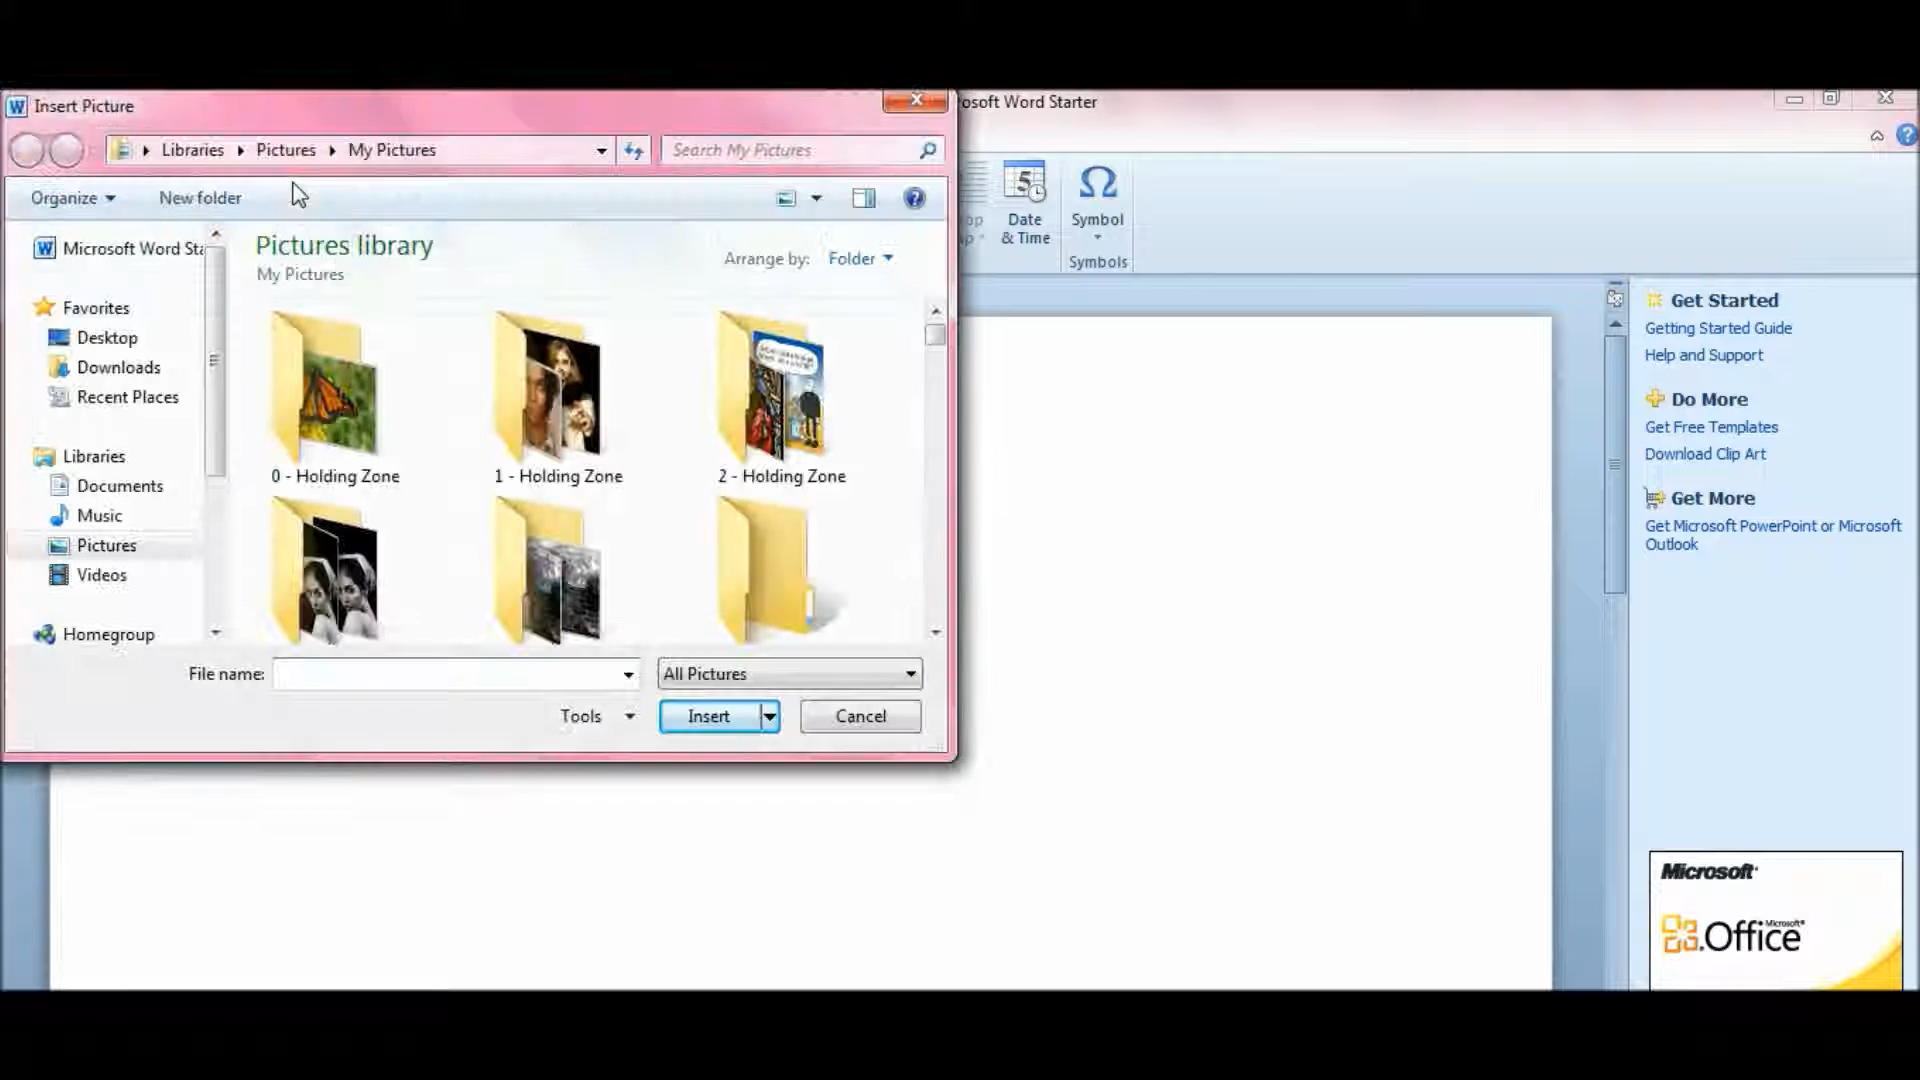 Insert Picture
osoft Word Starter
Libraries
Pictures
My Pictures
Search My Pictures
Organize
New folder
Date
& Time
Symbol
Symbols
Microsoft Word Sta
Pictures library
My Pictures
Arrange by:
Folder
Favorites
Desktop
Downloads
Recent Places
Libraries
Documents
Music
Pictures
Videos
Homegroup
0 - Holding Zone
1 - Holding Zone
2 - Holding Zone
File name:
All Pictures
Tools
Insert
Cancel
Get Started
Getting Started Guide
Help and Support
Do More
Get Free Templates
Download Clip Art
Get More
Get Microsoft PowerPoint or Microsoft
Outlook
Microsoft
Microsoft
Office